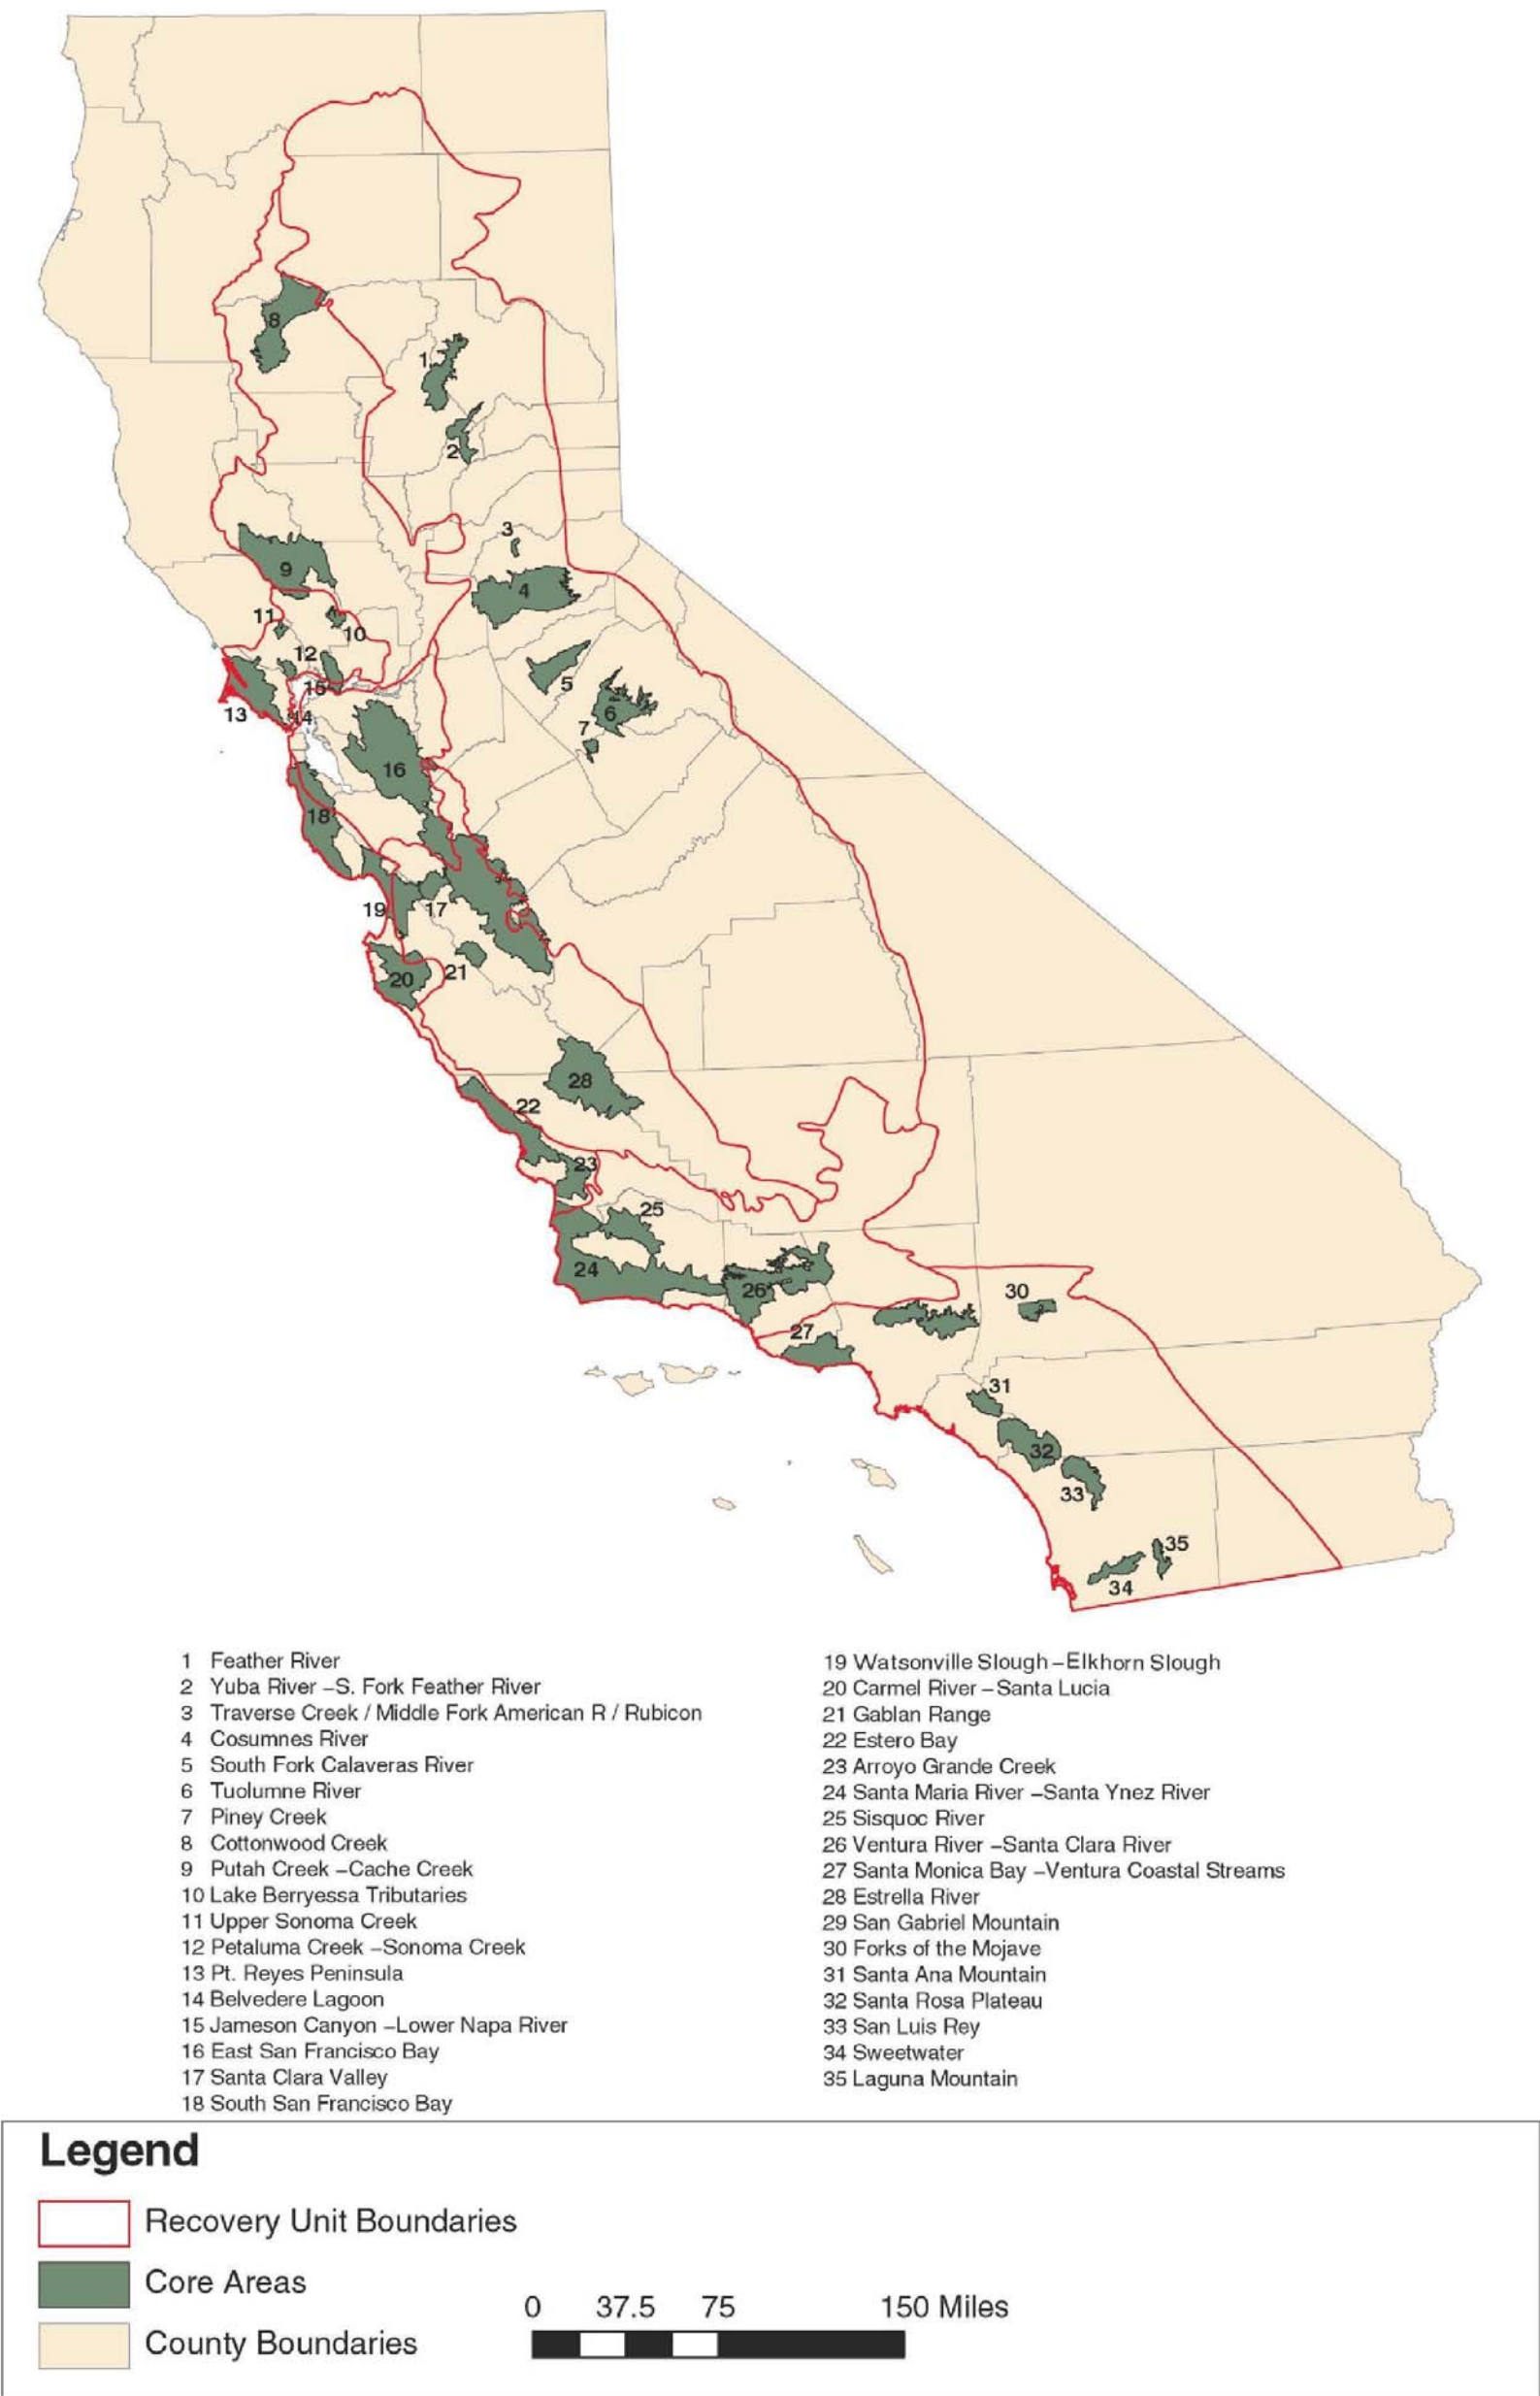 8
1
2
3
4
9
11
10
12
5
15
6
13
14
7
16
18
19
17
21
20
28
22
23
25
24
26
30
27
31
32
33
35
34
1 Feather River
2 Yuba River –S. Fork Feather River
3 Traverse Creek / Middle Fork American R / Rubicon
4 Cosumnes River
5 South Fork Calaveras River
6 Tuolumne River
7 Piney Creek
8 Cottonwood Creek
9 Putah Creek –Cache Creek
10 Lake Berryessa Tributaries
11 Upper Sonoma Creek
12 Petaluma Creek –Sonoma Creek
13 Pt. Reyes Peninsula
14 Belvedere Lagoon
15 Jameson Canyon –Lower Napa River
16 East San Francisco Bay
17 Santa Clara Valley
18 South San Francisco Bay
19 Watsonville Slough –Elkhorn Slough
20 Carmel River –Santa Lucia
21 Gablan Range
22 Estero Bay
23 Arroyo Grande Creek
24 Santa Maria River –Santa Ynez River
25 Sisquoc River
26 Ventura River –Santa Clara River
27 Santa Monica Bay –Ventura Coastal Streams
28 Estrella River
29 San Gabriel Mountain
30 Forks of the Mojave
31 Santa Ana Mountain
32 Santa Rosa Plateau
33 San Luis Rey
34 Sweetwater
35 Laguna Mountain
Legend
Recovery Unit Boundaries
Core Areas
County Boundaries
0 37.5 75 150 Miles